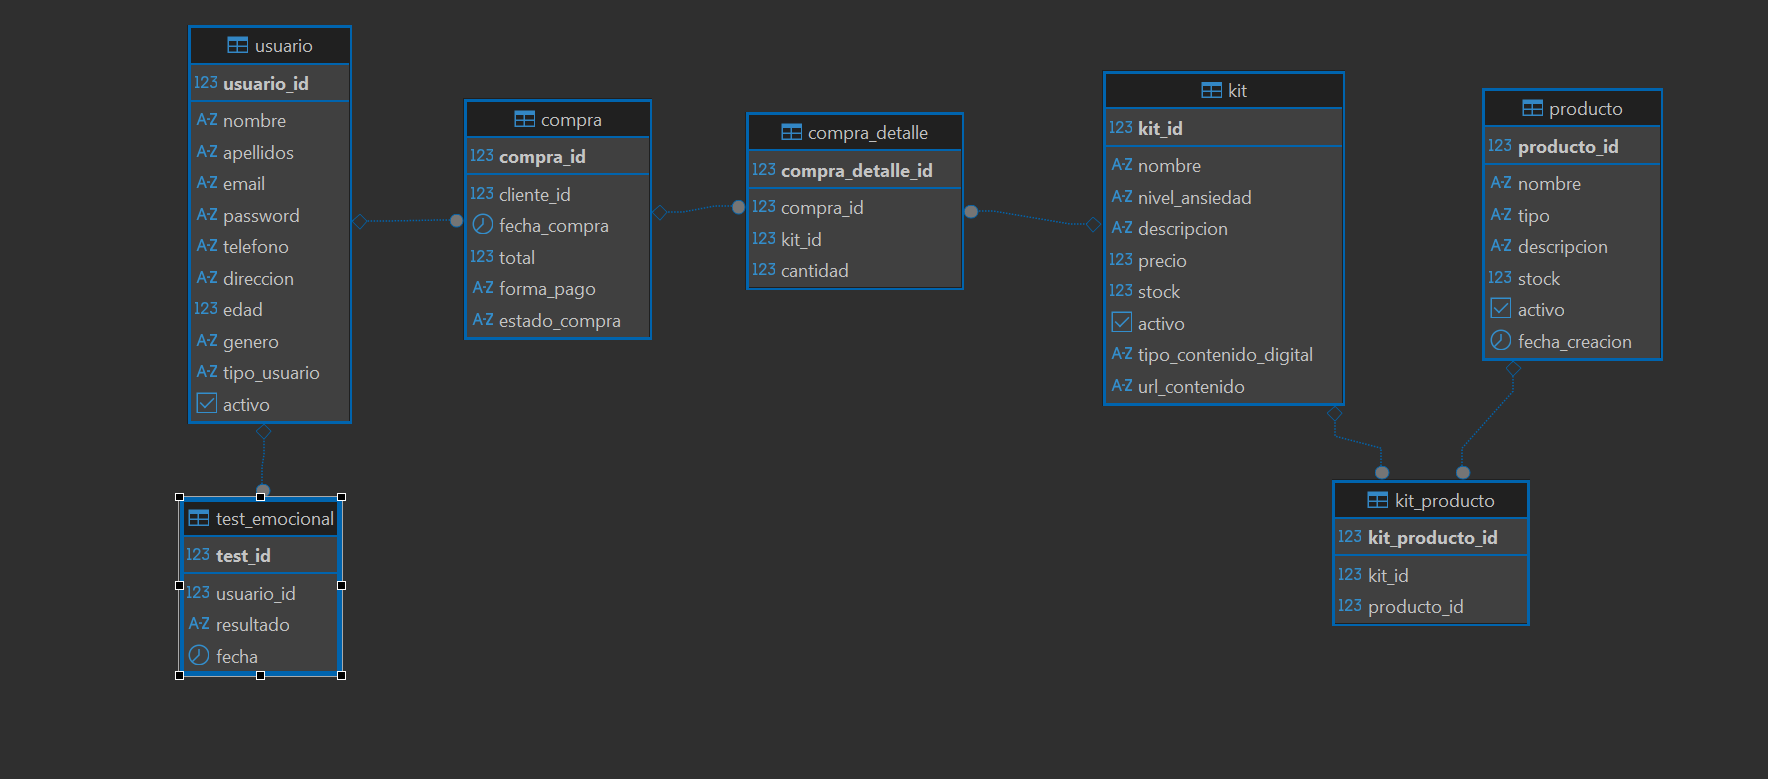 usuario
123 usuario_id
A-Z nombre
A-Z apellidos
A-Z email
A-Z password
A-Z telefono
A-Z direccion
123 edad
A-Z genero
A-Z tipo_usuario
activo
compra
123 compra_id
123 cliente_id
fecha_compra
123 total
A-Z forma_pago
A-Z estado_compra
compra_detalle
123 compra_detalle_id
123 compra_id
123 kit_id
123 cantidad
kit
123 kit_id
A-Z nombre
A-Z nivel_ansiedad
A-Z descripcion
123 precio
123 stock
activo
A-Z tipo_contenido_digital
A-Z url_contenido
producto
123 producto_id
A-Z nombre
A-Z tipo
A-Z descripcion
123 stock
activo
fecha_creacion
test_emocional
123 test_id
123 usuario_id
A-Z resultado
fecha
kit_producto
123 kit_producto_id
123 kit_id
123 producto_id